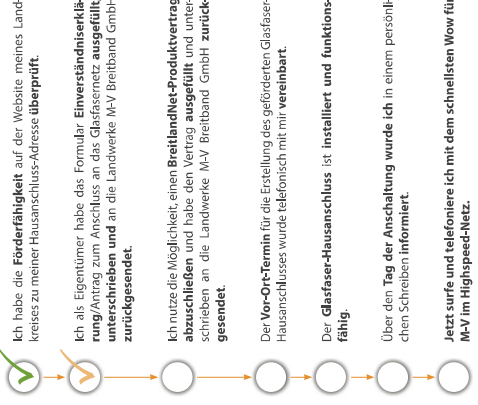 Ich habe die Förderfähigkeit auf der Website meines Land-
kreises zu meiner Hausanschluss-Adresse überprüft.
Ich als Eigentümer habe das Formular Einverständniserklä-
rung/Antrag zum Anschluss an das Glasfasernetz ausgefüllt,
unterschrieben und an die Landwerke M-V Breitband GmbH
zurückgesendet.
Ich nutze die Möglichkeit, einen BreitlandNet-Produktvertrag
abzuschließen und habe den Vertrag ausgefüllt und unter-
schrieben an die Landwerke M-V Breitband GmbH zurück-
gesendet.
Der Vor-Ort-Termin für die Erstellung des geförderten Glasfaser-
Hausanschlusses wurde telefonisch mit mir vereinbart.
Der Glasfaser-Hausanschluss ist installiert und funktions-
fähig.
Über den Tag der Anschaltung wurde ich in einem persönli-
chen Schreiben informiert.
Jetzt surfe und telefoniere ich mit dem schnellsten Wow für
M-V im Highspeed-Netz.